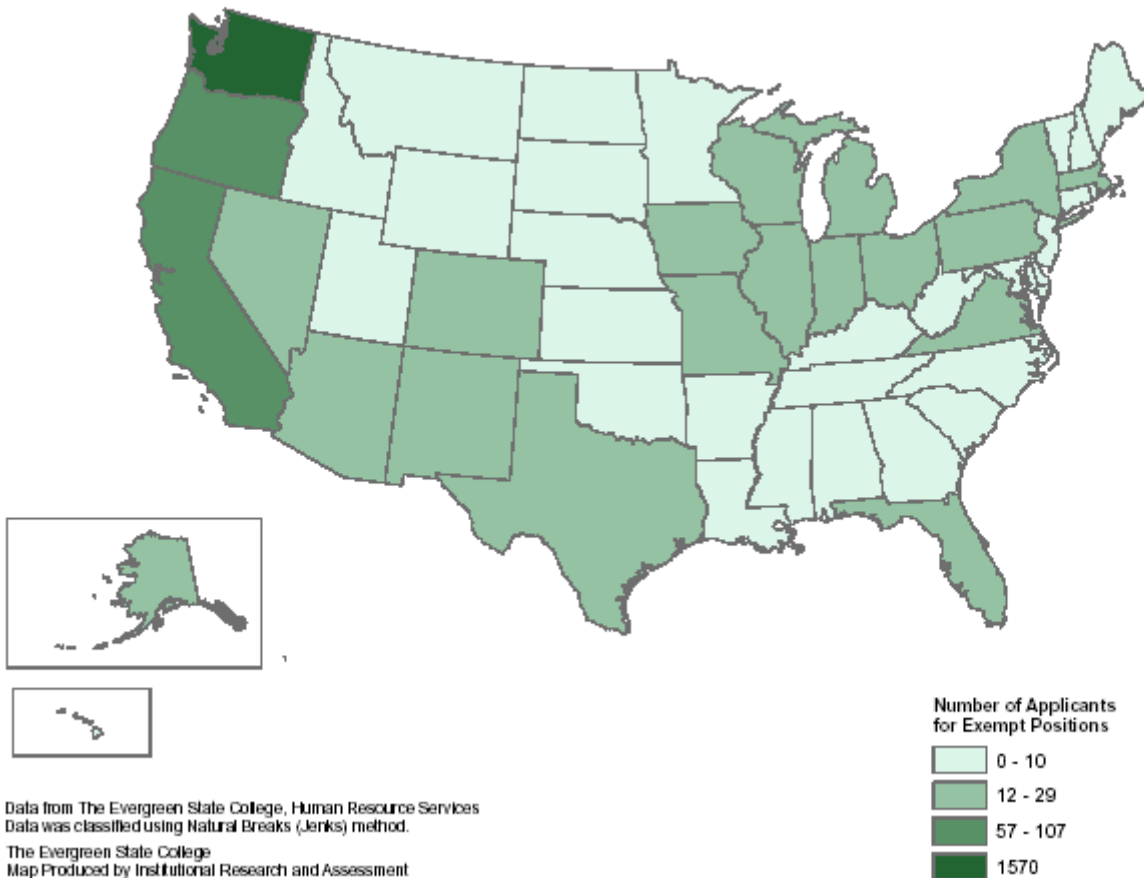 Number of Applicants
for Exempt Positions
0 - 10
12 - 29
57 - 107
1570
Data from The Evergreen State College, Human Resource Services
Data was classified using Natural Breaks (Jenks) method.
The Evergreen State College
Map Produced by Institutional Research and Assessment